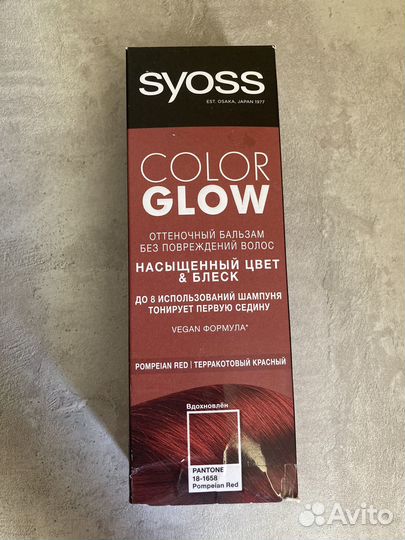 syoss
EST. OSAKA, JAPAN 1977
COLOR
GLOW
ОТТЕНОЧНЫЙ БАЛЬЗАМ
БЕЗ ПОВРЕЖДЕНИЙ ВОЛОС
НАСЫЩЕННЫЙ ЦВЕТ
& БЛЕСК
ДО 8 ИСПОЛЬЗОВАНИЙ ШАМПУНЯ
ТОНИРУЕТ ПЕРВУЮ СЕДИНУ
VEGAN ФОРМУЛА*
POMPEIAN RED | ТЕРРАКОТОВЫЙ КРАСНЫЙ
Вдохновлён
PANTONE
18-1658
Pompeian Red
Avito